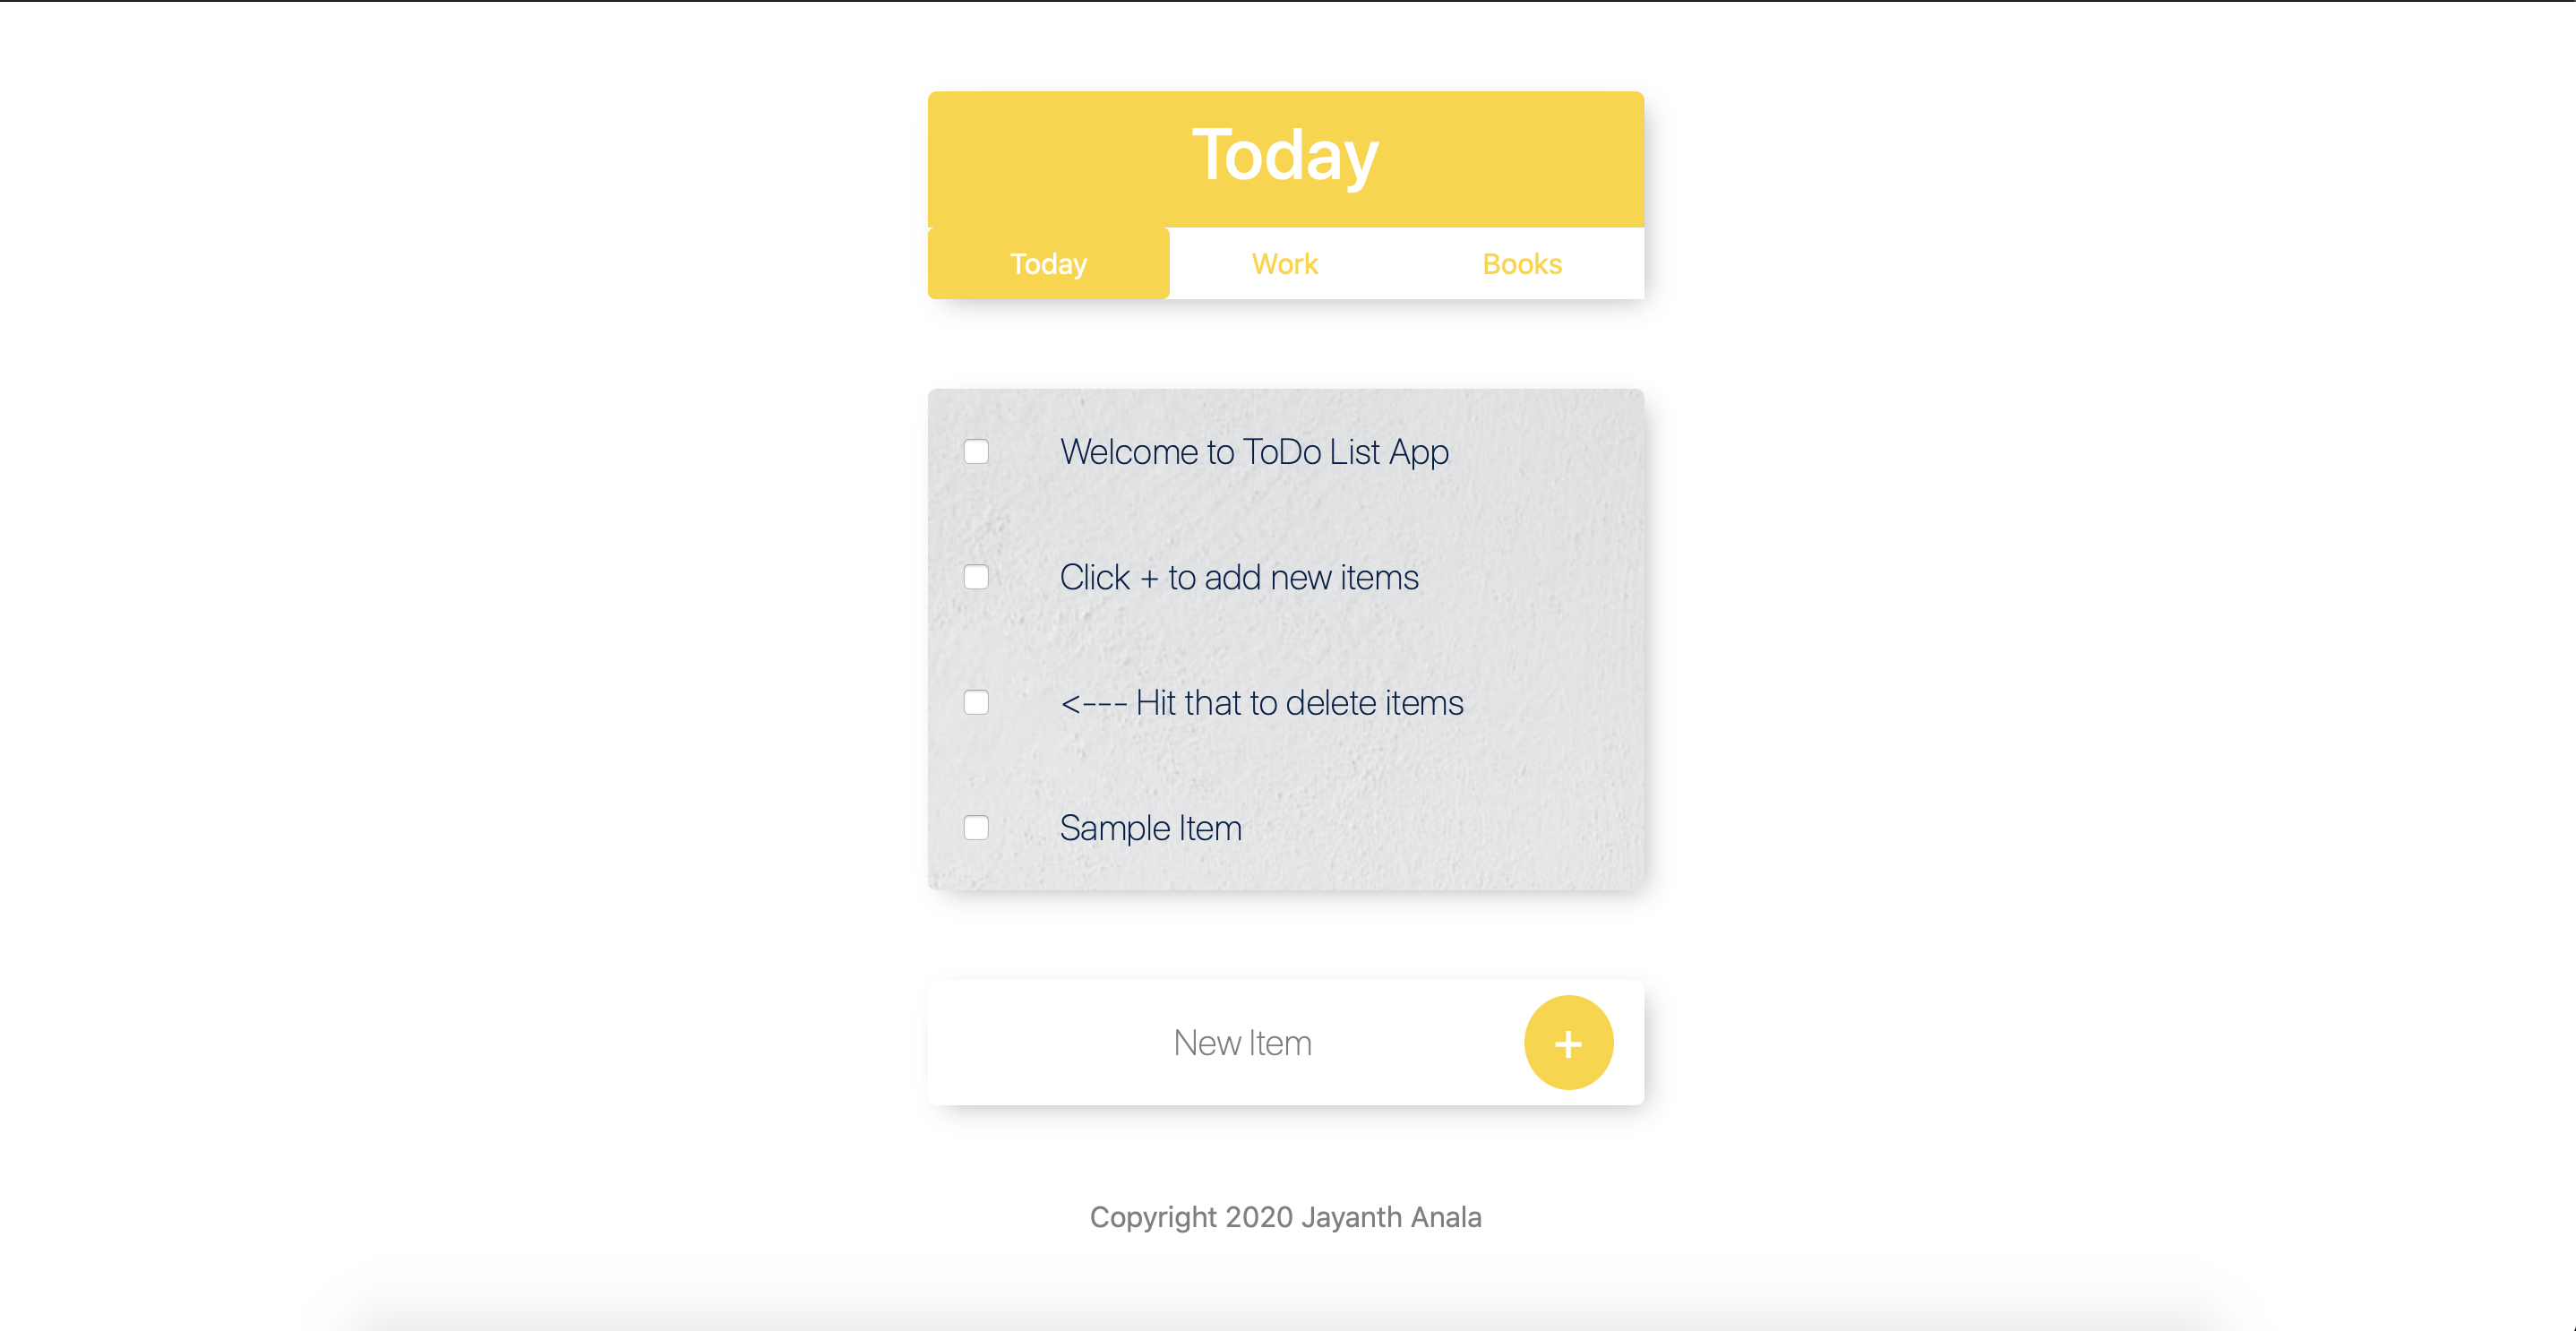 Today
Today Work Books
Welcome to ToDo List App
Click + to add new items
<--- Hit that to delete items
Sample Item
New Item +
Copyright 2020 Jayanth Anala